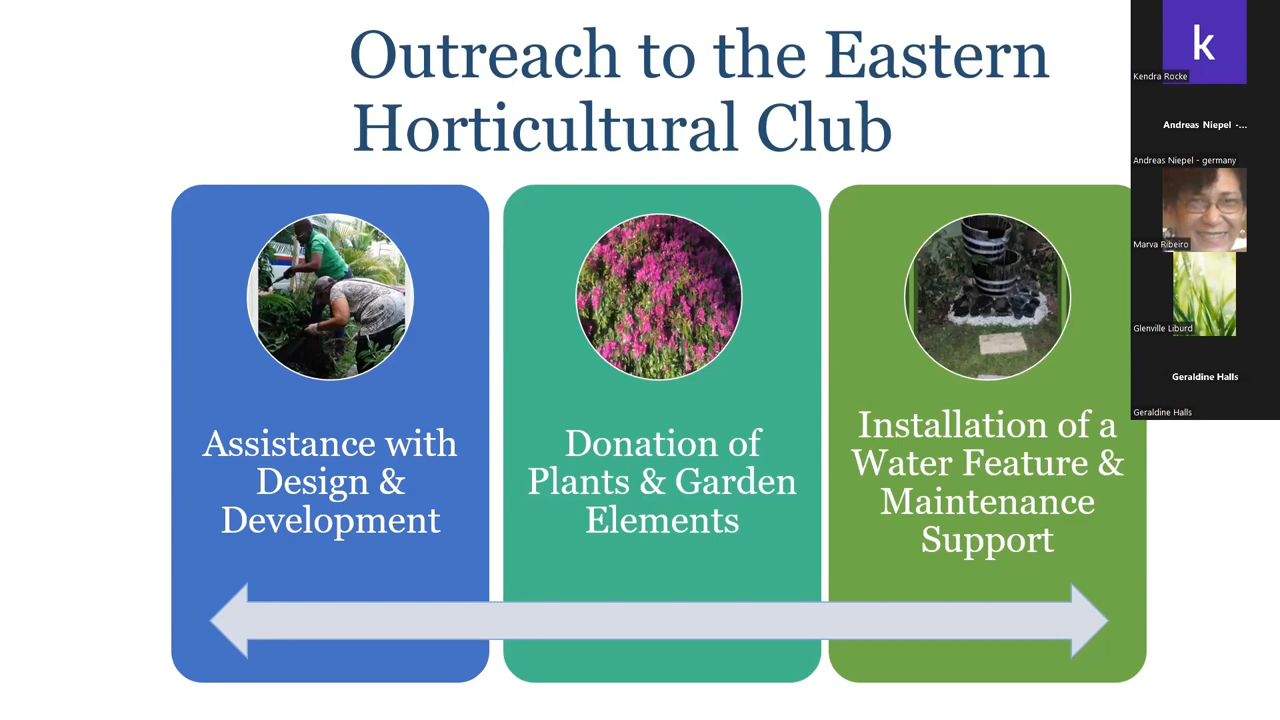 Outreach to the Eastern
Horticultural Club
Assistance with
Design &
Development
Donation of
Plants & Garden
Elements
Installation of a
Water Feature &
Maintenance
Support
k
Kendra Rocke
Andreas Niepel -...
Andreas Niepel - germany
Marva Ribeiro
Glenville Liburd
Geraldine Halls
Geraldine Halls